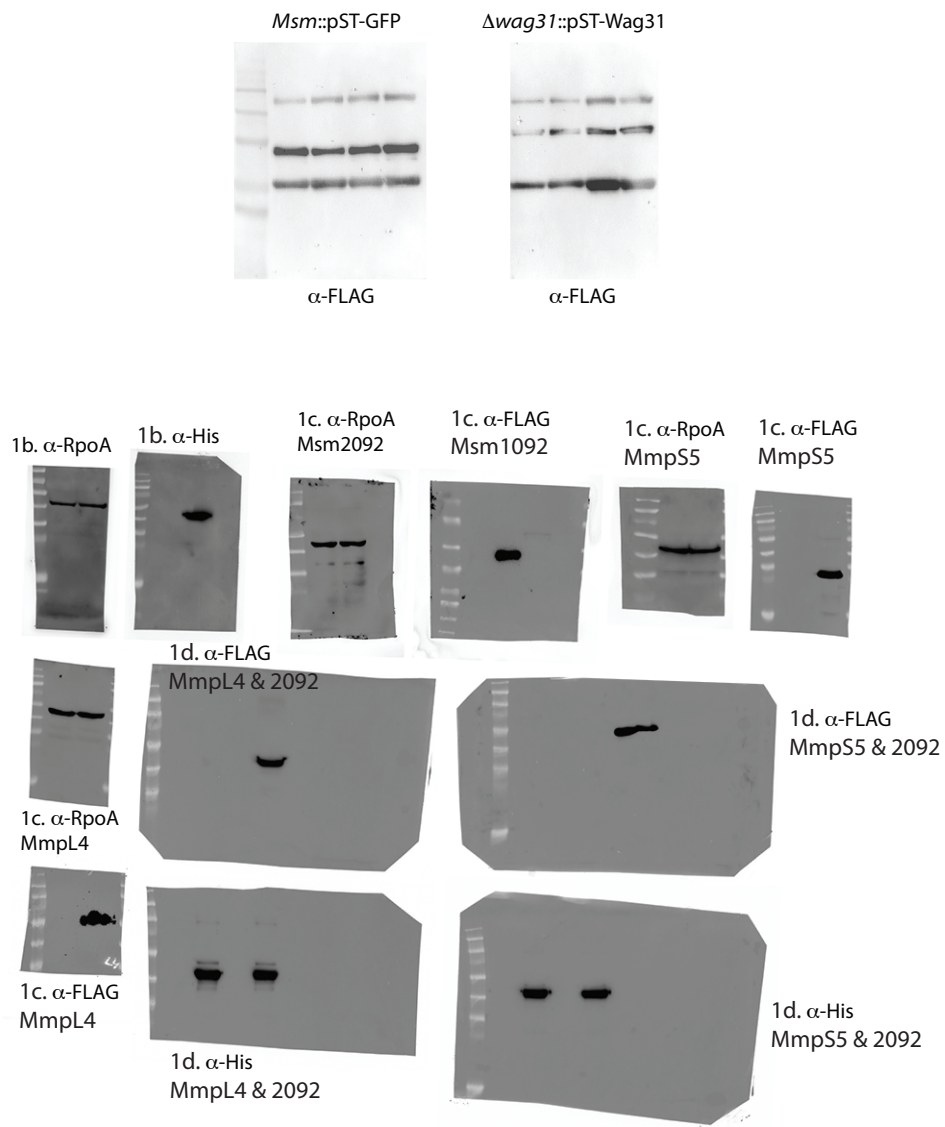 Msm::pST-GFP
Δwag31::pST-Wag31
α-FLAG
α-FLAG
1b. α-RpoA
1b. α-His
1c. α-RpoA
Msm2092
1c. α-FLAG
Msm1092
1c. α-RpoA
MmpS5
1c. α-FLAG
MmpS5
1d. α-FLAG
MmpL4 & 2092
1d. α-FLAG
MmpS5 & 2092
1c. α-RpoA
MmpL4
1c. α-FLAG
MmpL4
1d. α-His
MmpL4 & 2092
1d. α-His
MmpS5 & 2092